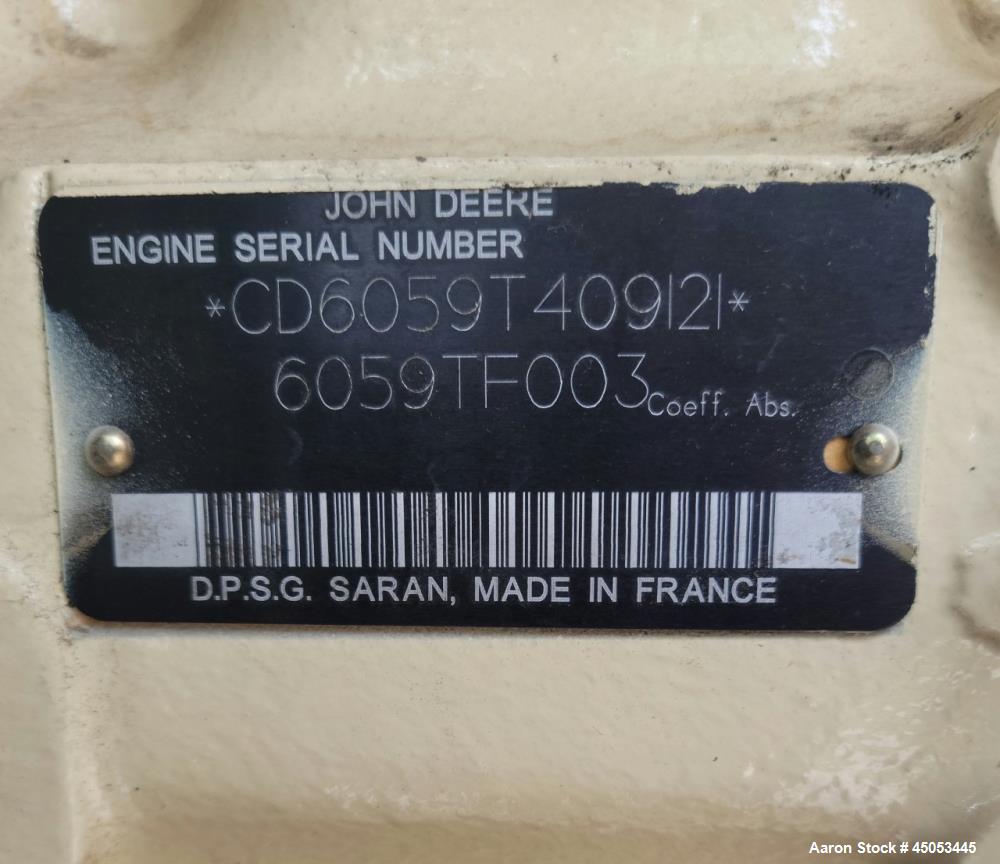 JOHN DEERE
ENGINE SERIAL NUMBER
*CD6059T409121*
6059TF003 Coeff. Abs.
D.P.S.G. SARAN, MADE IN FRANCE
Aaron Stock # 45053445